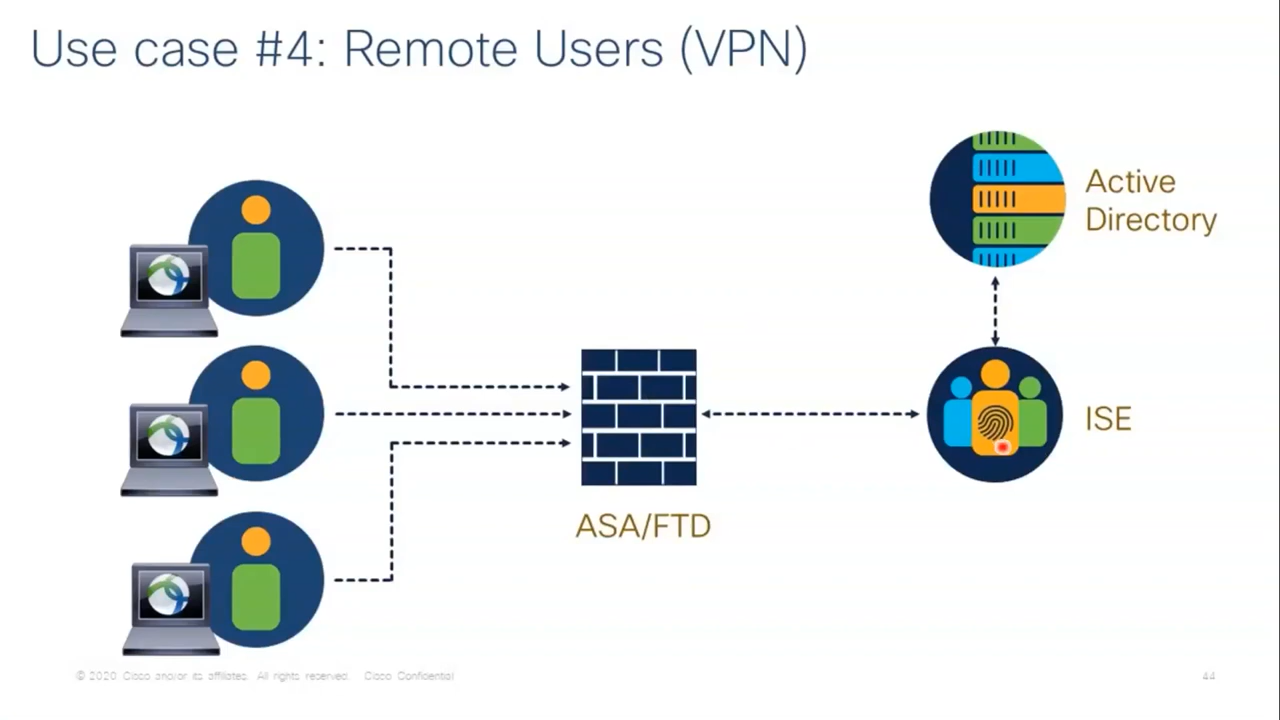 Use case #4: Remote Users (VPN)
Active
Directory
ISE
ASA/FTD
© 2020 Cisco and/or its affiliates. All rights reserved. Cisco Confidential
44